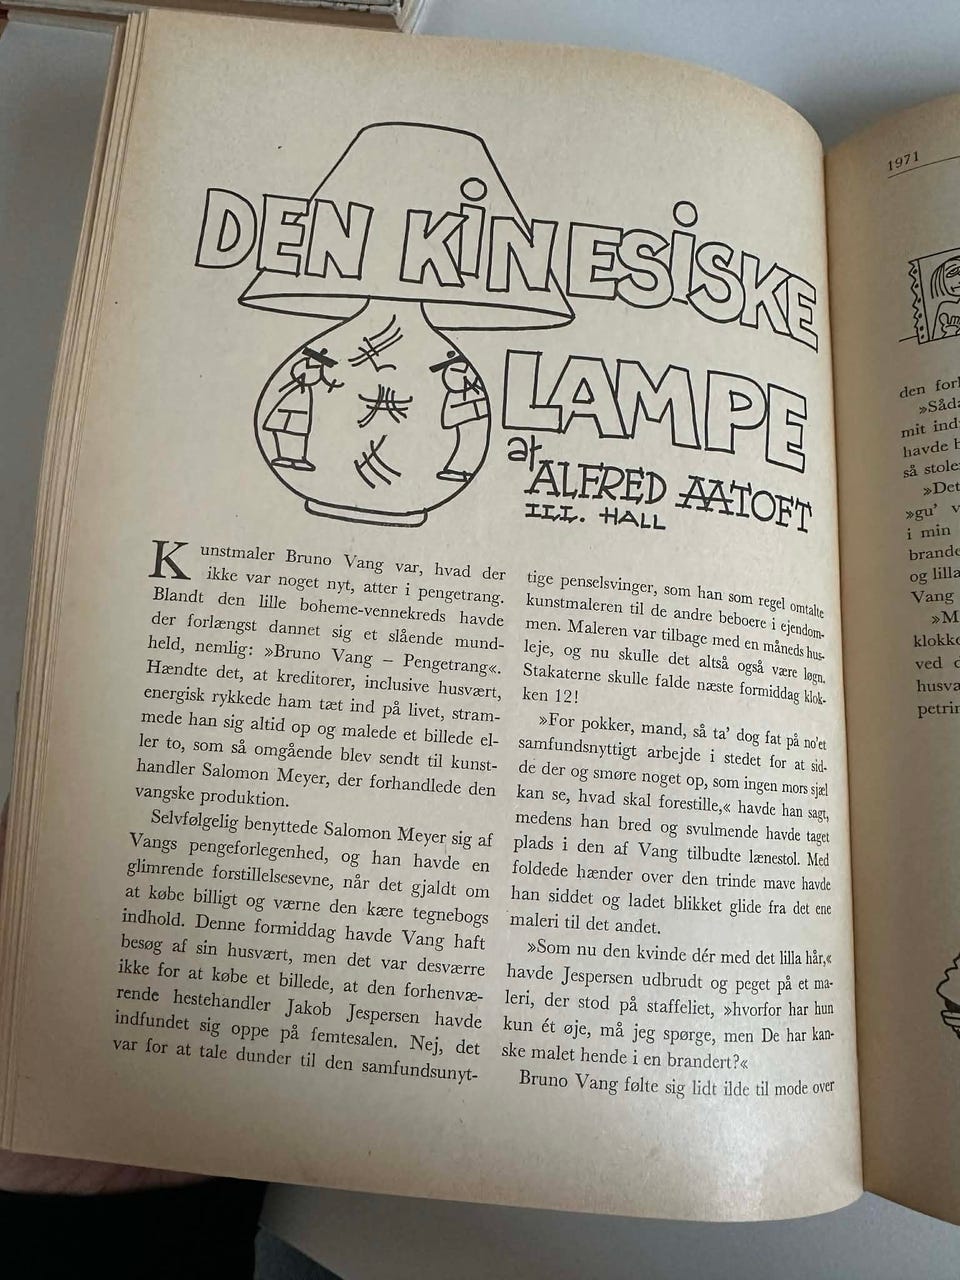 DEN KINESISKE
LAMPE
af
ALFRED AATOFT
ILL. HALL
Kunstmaler Bruno Vang var, hvad der
ikke var noget nyt, atter i pengetrang.
Blandt den lille boheme-vennekreds havde
der forlængst dannet sig et slående mund-
held, nemlig: »Bruno Vang – Pengetrang«.
Hændte det, at kreditorer, inclusive husvært,
energisk rykkede ham tæt ind på livet, stram-
mede han sig altid op og malede et billede el-
ler to, som så omgående blev sendt til kunst-
handler Salomon Meyer, der forhandlede den
vangske produktion.
Selvfølgelig benyttede Salomon Meyer sig af
Vangs pengeforlegenhed, og han havde en
glimrende forstillelsesevne, når det gjaldt om
at købe billigt og værne den kære tegnebogs
indhold. Denne formiddag havde Vang haft
besøg af sin husvært, men det var desværre
ikke for at købe et billede, at den forhenvæ-
rende hestehandler Jakob Jespersen havde
indfundet sig oppe på femtesalen. Nej, det
var for at tale dunder til den samfundsunyt-
tige penselsvinger, som han som regel omtalte
kunstmaleren til de andre beboere i ejendom-
men. Maleren var tilbage med en måneds hus-
leje, og nu skulle det altså også være løgn.
Stakaterne skulle falde næste formiddag klok-
ken 12!
»For pokker, mand, så ta' dog fat på no'et
samfundsnyttigt arbejde i stedet for at sid-
de der og smøre noget op, som ingen mors sjæl
kan se, hvad skal forestille,« havde han sagt,
medens han bred og svulmende havde taget
plads i den af Vang tilbudte lænestol. Med
foldede hænder over den trinde mave havde
han siddet og ladet blikket glide fra det ene
maleri til det andet.
»Som nu den kvinde dér med det lilla hår,«
havde Jespersen udbrudt og peget på et ma-
leri, der stod på staffeliet, »hvorfor har hun
kun ét øje, må jeg spørge, men De har kan-
ske malet hende i en brandert?«
Bruno Vang følte sig lidt ilde til mode over
1971
den
mit ind
havde
så
»Det
»gu' v
i min
brande
og lilla
Vang
»M
klokke
ved d
husva
petrin